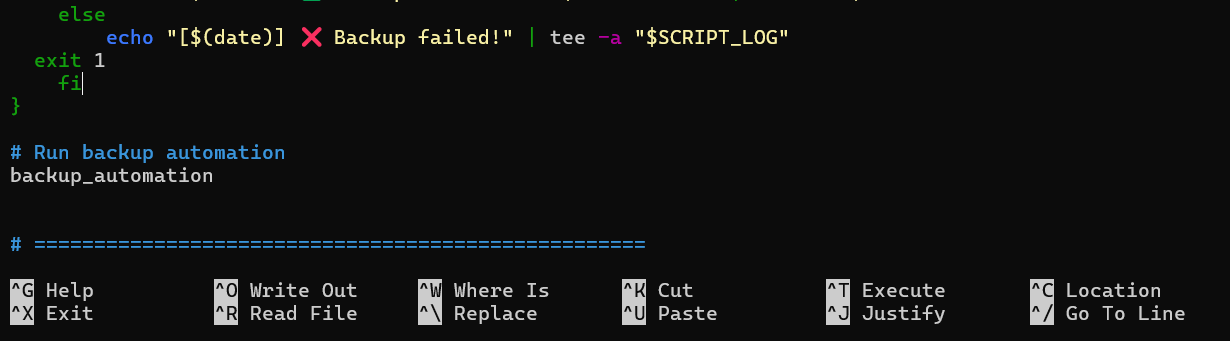 else
echo "[$(date)] ❌ Backup failed!" | tee -a "$SCRIPT_LOG"
exit 1
fi
}
# Run backup automation
backup_automation
# ===================================================
^G Help ^O Write Out ^W Where Is ^K Cut ^T Execute ^C Location
^X Exit ^R Read File ^\ Replace ^U Paste ^J Justify ^/ Go To Line